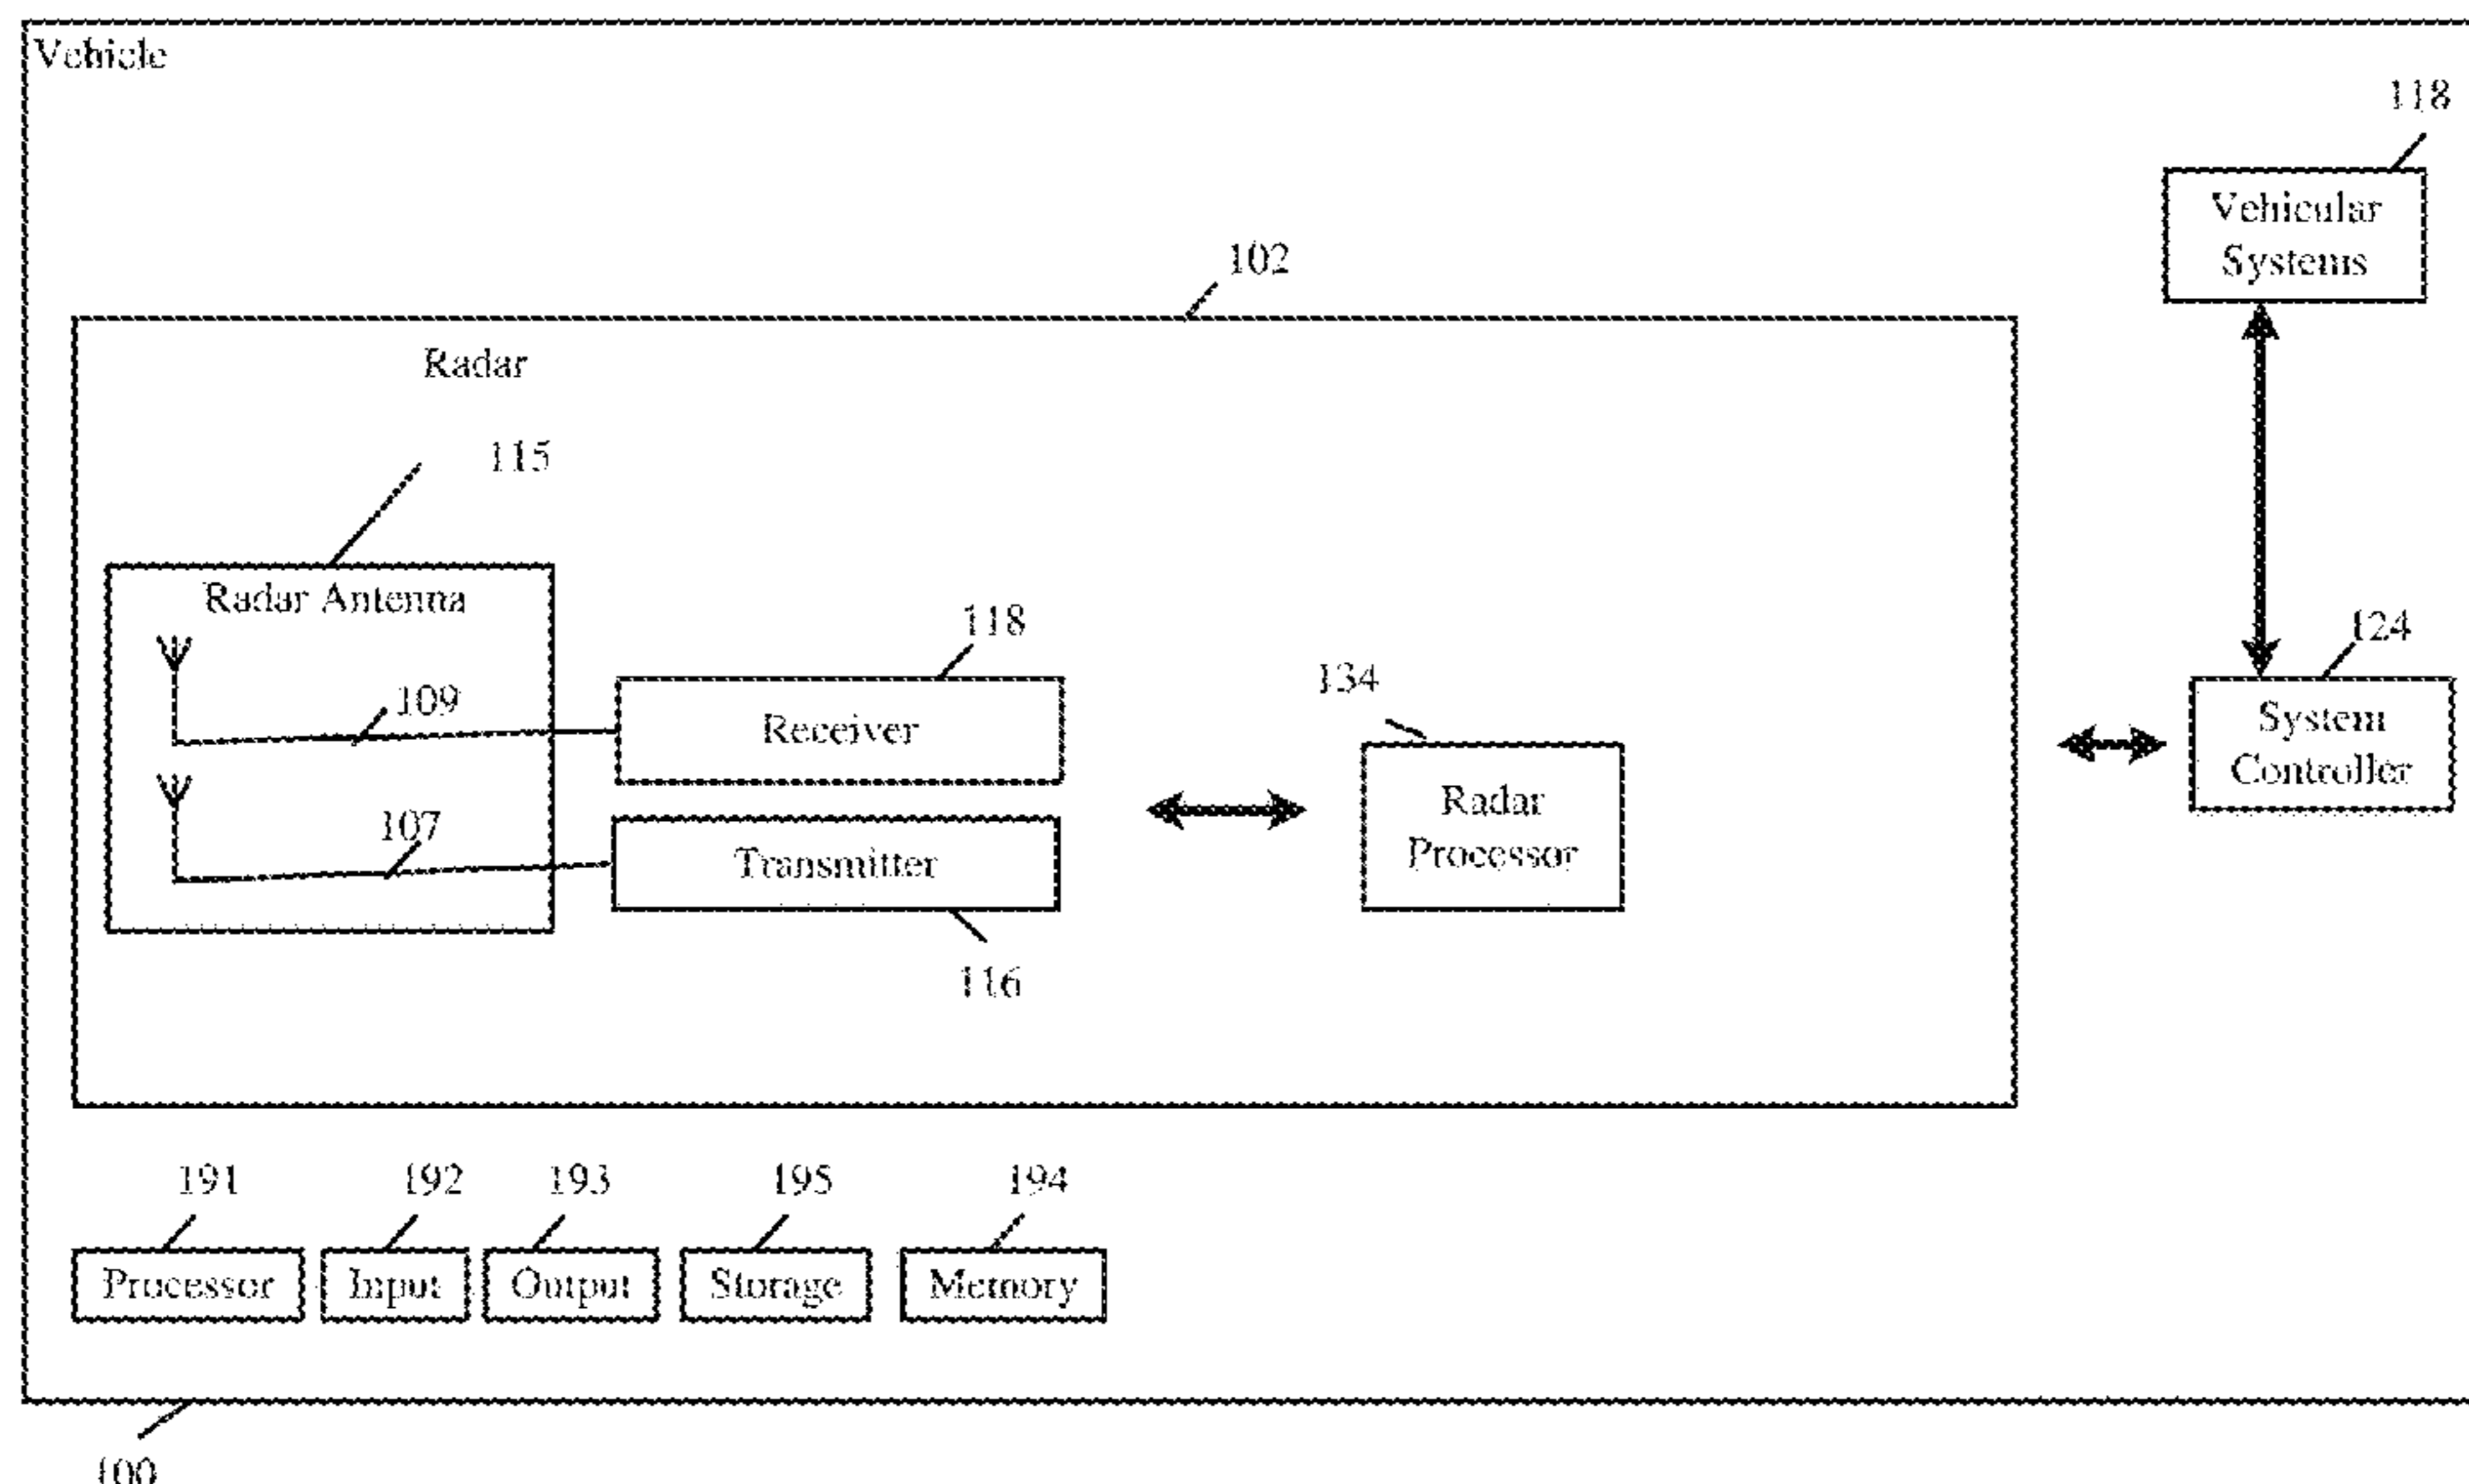 Vehicle
118
Vehicular
Systems
102
Radar
115
Radar Antenna
118
124
109
Receiver
134
System
Controller
107
Radar
Processor
Transmitter
116
191 192 193 195 194
Processor Input Output Storage Memory
100